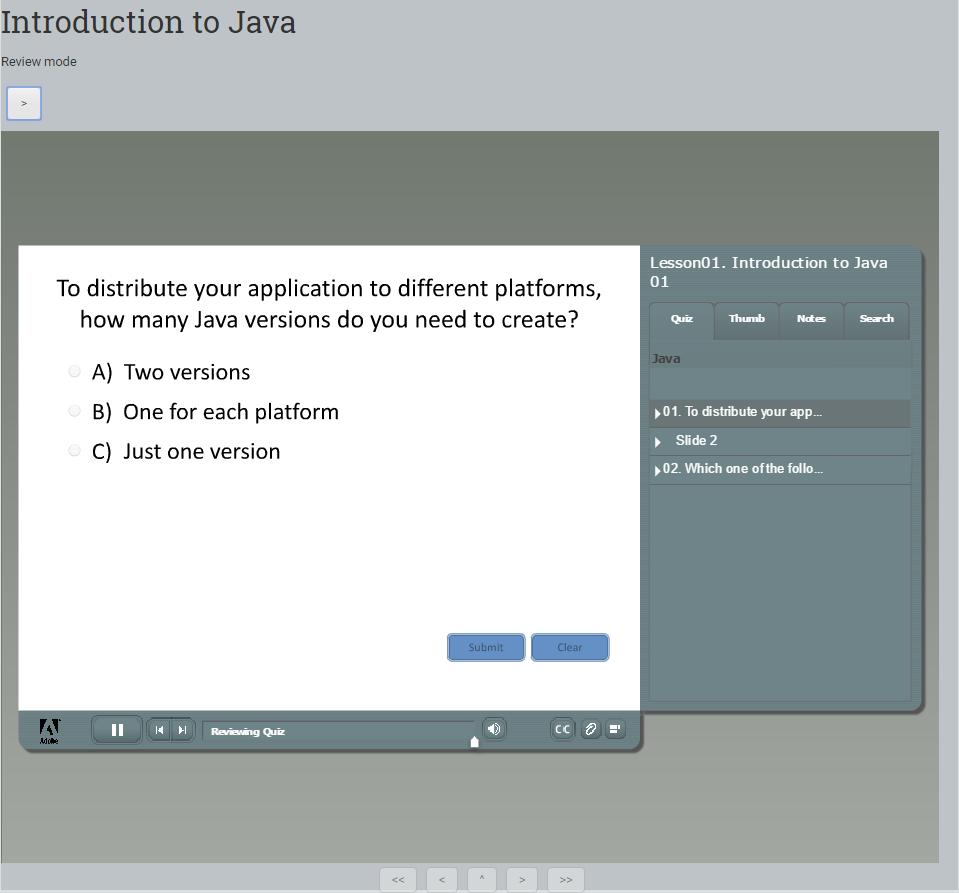 Introduction to Java
Review mode
>
To distribute your application to different platforms,
how many Java versions do you need to create?
A) Two versions
B) One for each platform
C) Just one version
Submit Clear
Lesson01. Introduction to Java
01
Quiz Thumb Notes Search
Java
01. To distribute your app...
Slide 2
02. Which one of the follo...
Adobe
Reviewing Quiz
CC
<< < ^ > >>